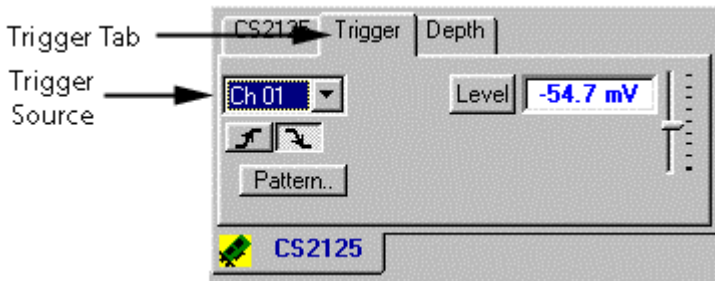 Trigger Tab
CS2125 Trigger Depth
Trigger
Source
Ch 01
Level -54.7 mV
Pattern..
CS2125